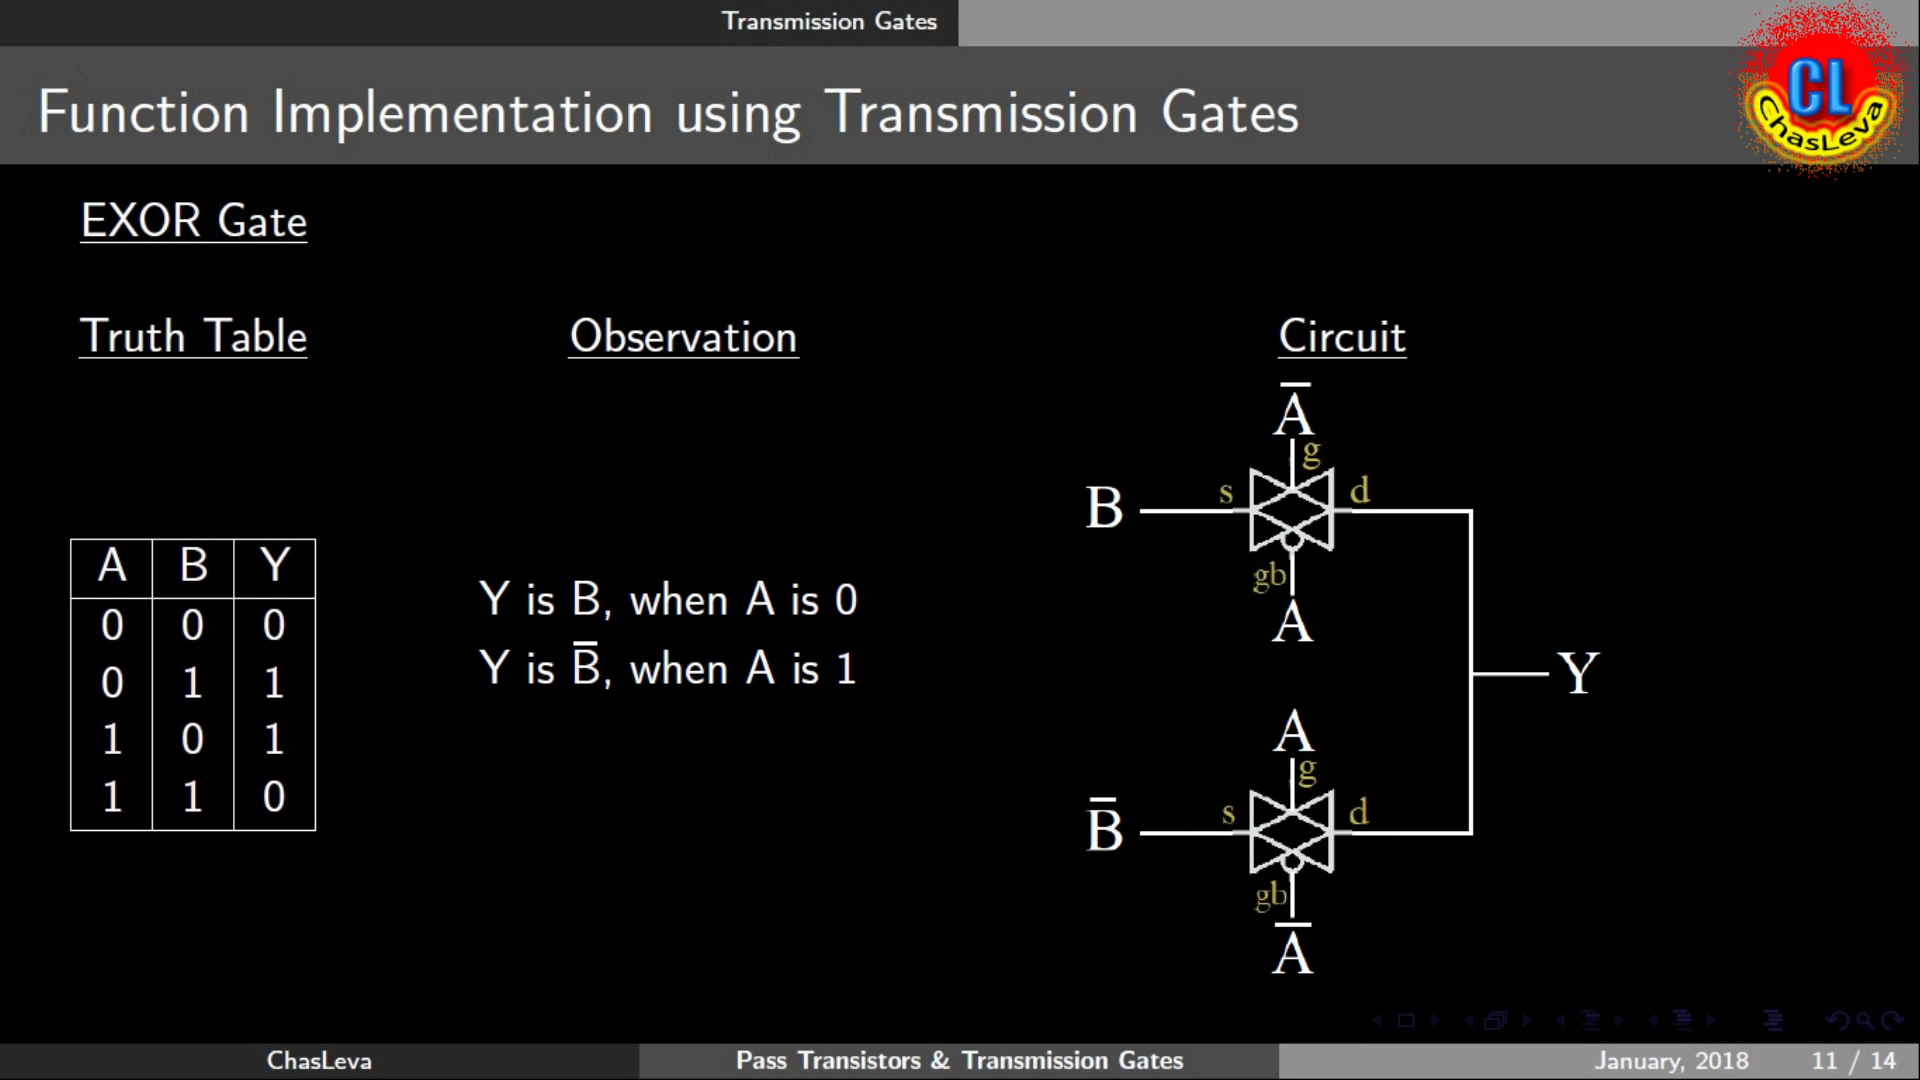 Transmission Gates
Function Implementation using Transmission Gates
CL
ChasLeva
EXOR Gate
Truth Table
Observation
Circuit
A B Y
0 0 0
0 1 1
1 0 1
1 1 0
Y is B, when A is 0
Y is B̅, when A is 1
A̅
g
B s d
gb
A
Y
A
g
B̅ s d
gb
A̅
ChasLeva
Pass Transistors & Transmission Gates
January, 2018
11 / 14